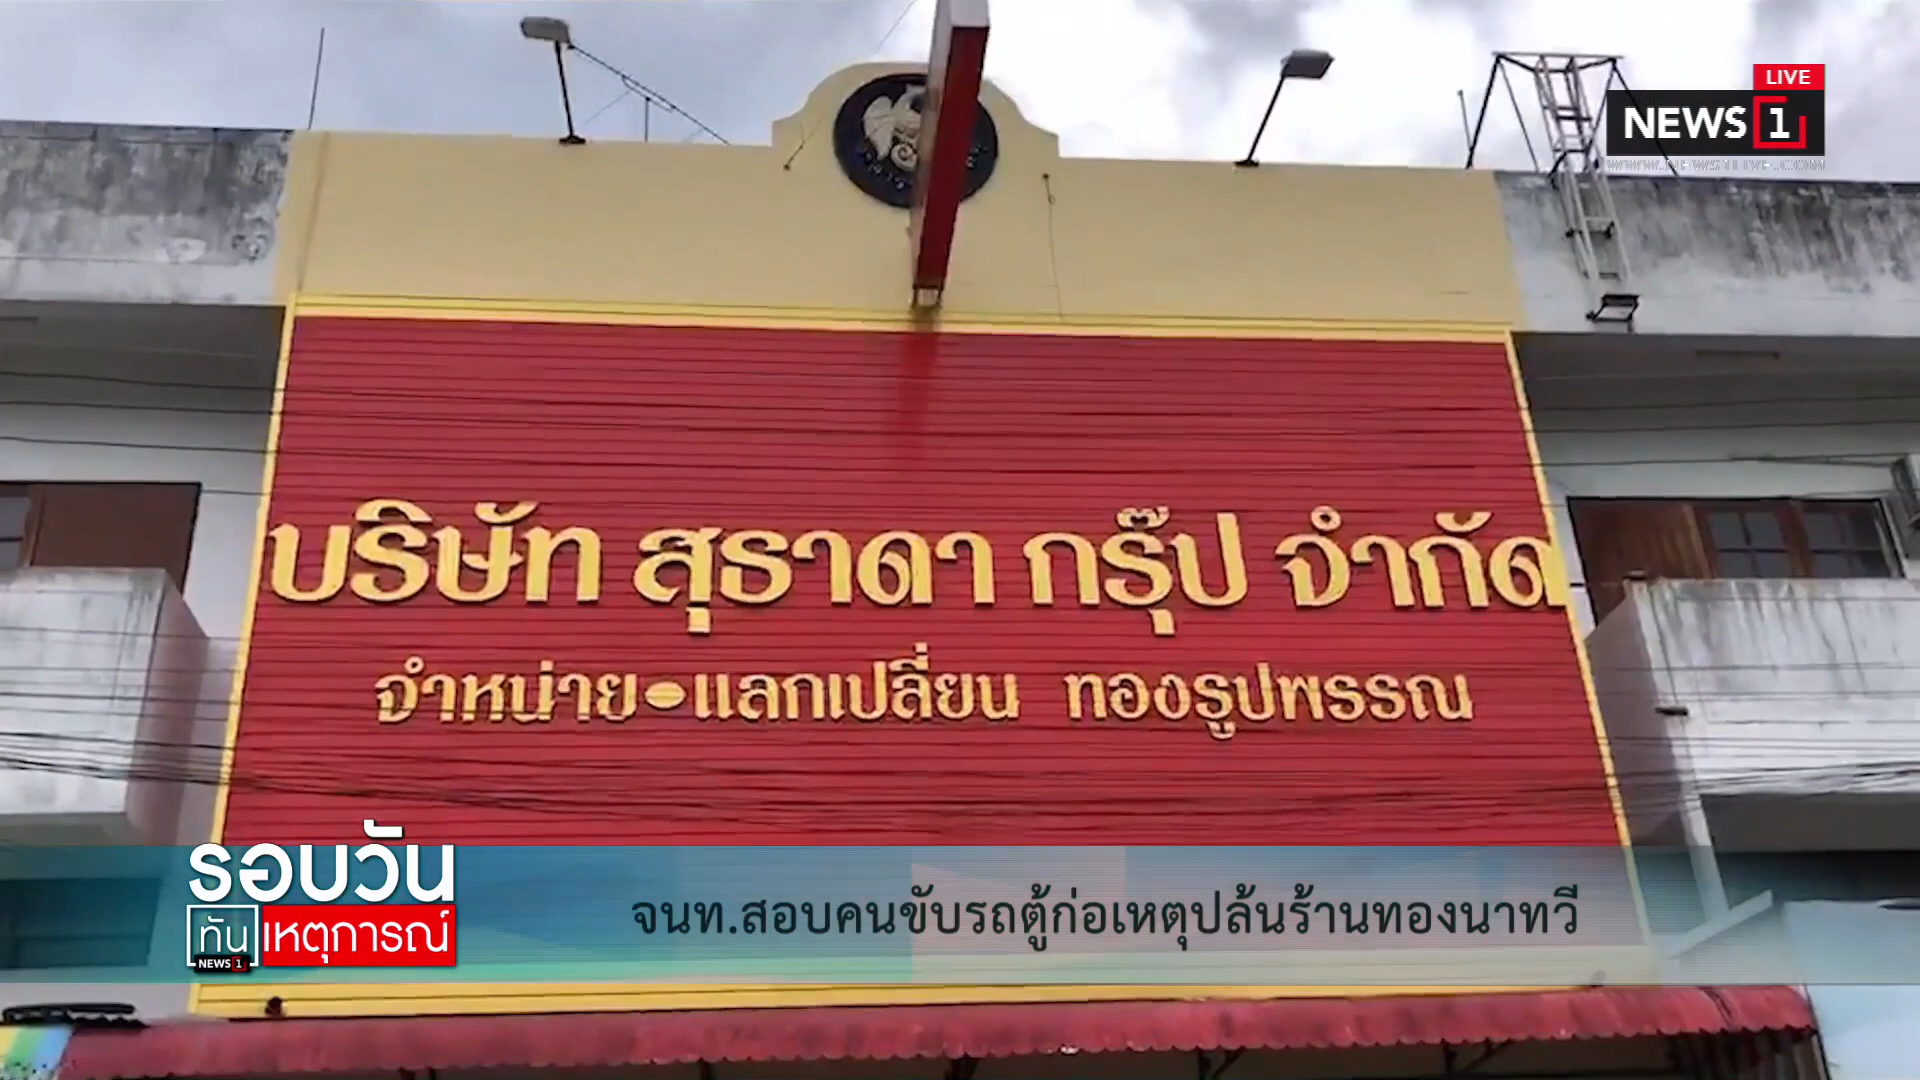 LIVE
NEWS 1
WWW.NEWS1LIVE.COM
บริษัท สุธาดา กรุ๊ป จำกัด
จำหน่าย●แลกเปลี่ยน ทองรูปพรรณ
รอบวัน
ทันเหตุการณ์
NEWS 1
จนท.สอบคนขับรถตู้ก่อเหตุปล้นร้านทองนาทวี